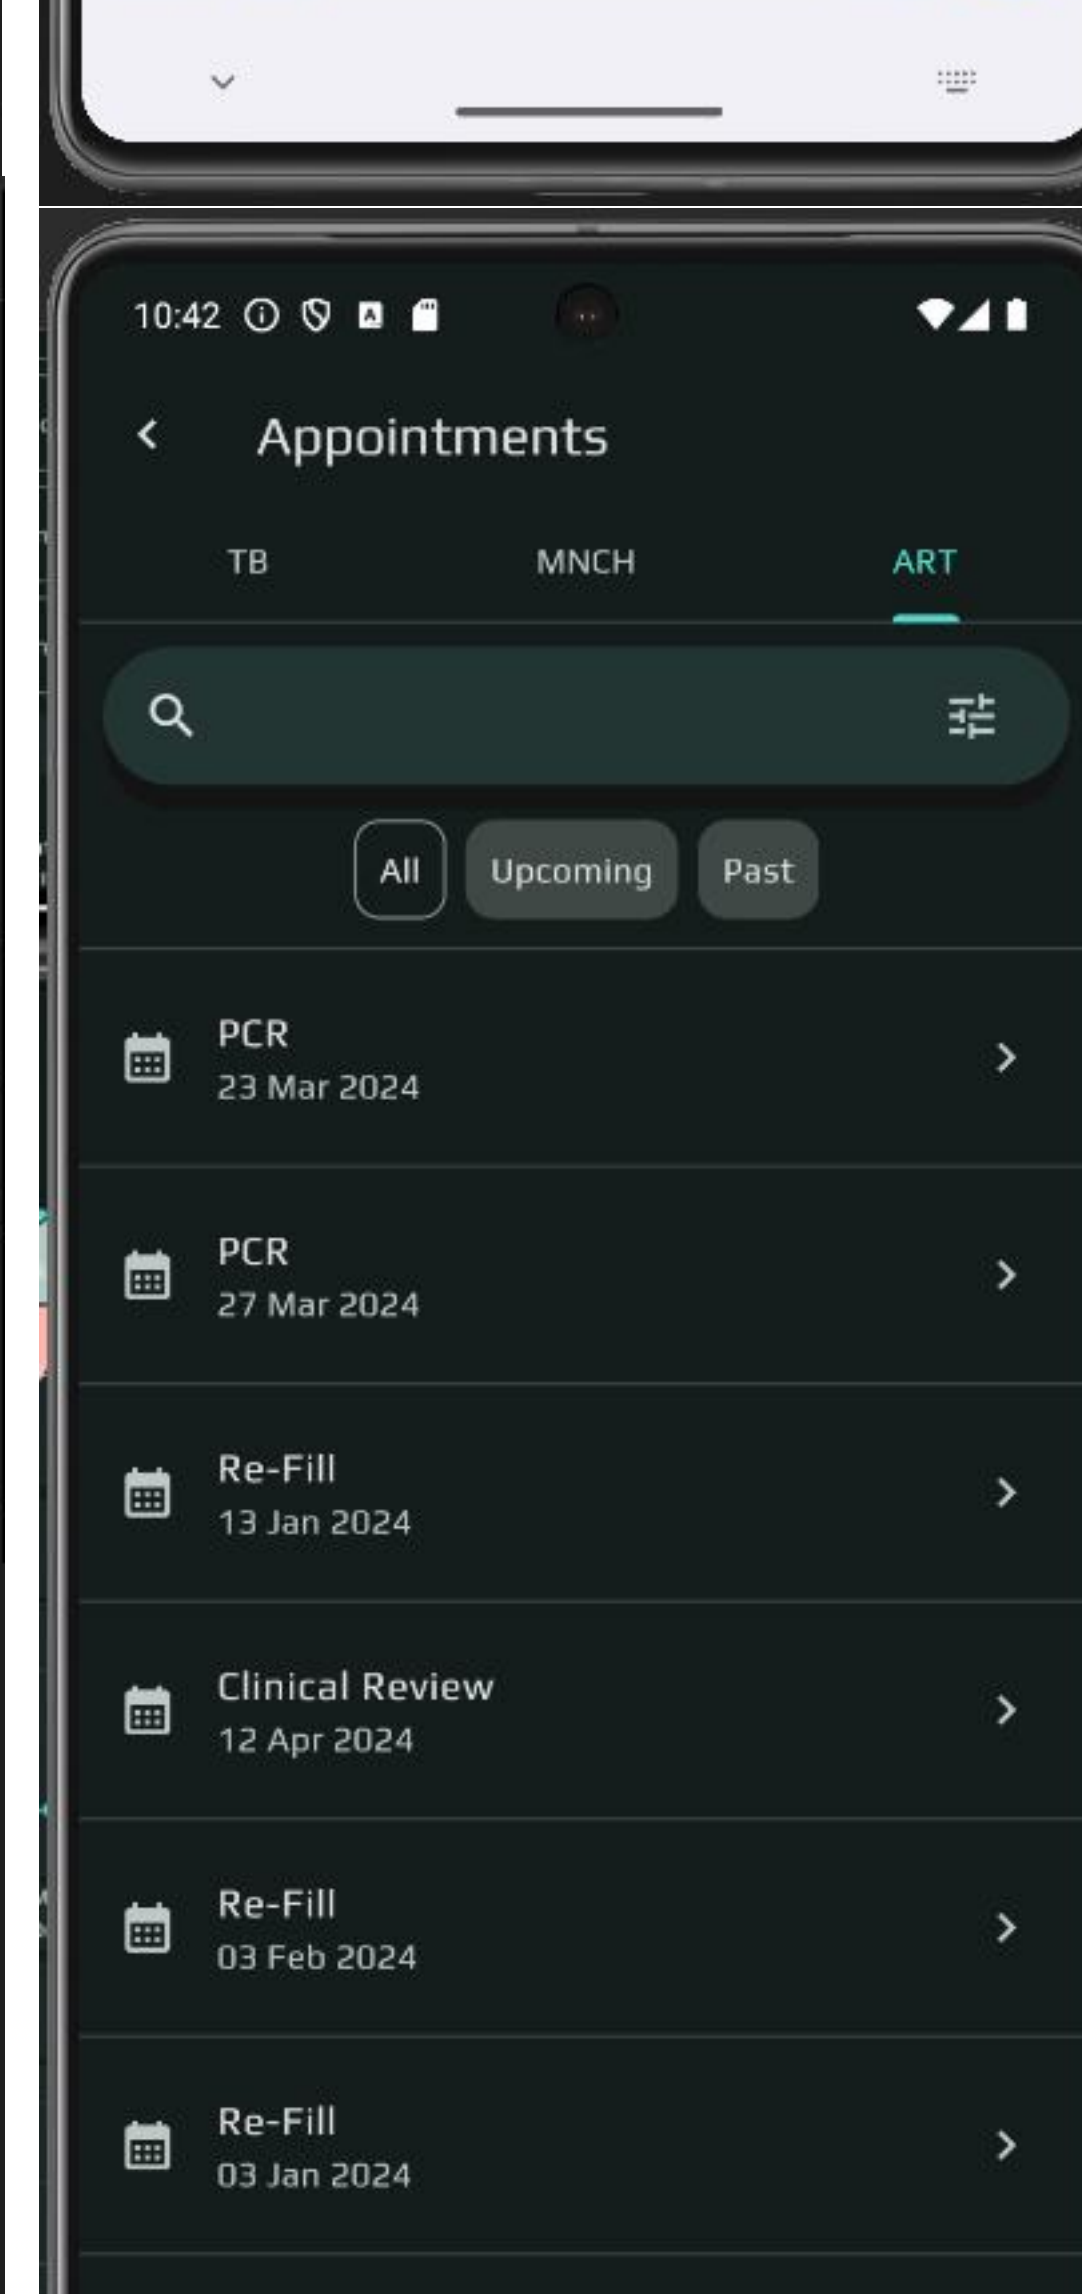 10:42
Appointments
TB MNCH ART
All Upcoming Past
PCR
23 Mar 2024
PCR
27 Mar 2024
Re-Fill
13 Jan 2024
Clinical Review
12 Apr 2024
Re-Fill
03 Feb 2024
Re-Fill
03 Jan 2024